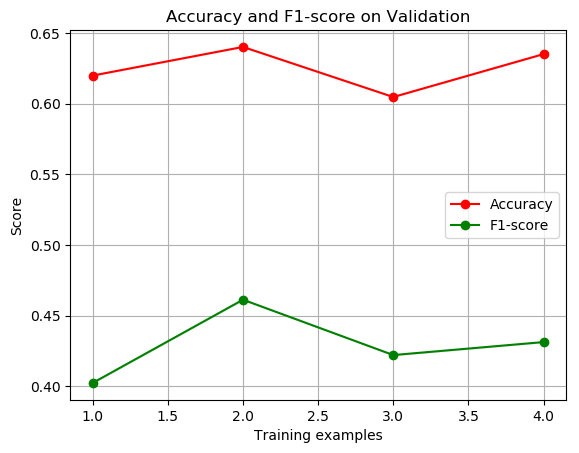 Accuracy and F1-score on Validation
0.65
0.60
0.55
0.50
0.45
0.40
Score
Accuracy
F1-score
1.0 1.5 2.0 2.5 3.0 3.5 4.0
Training examples